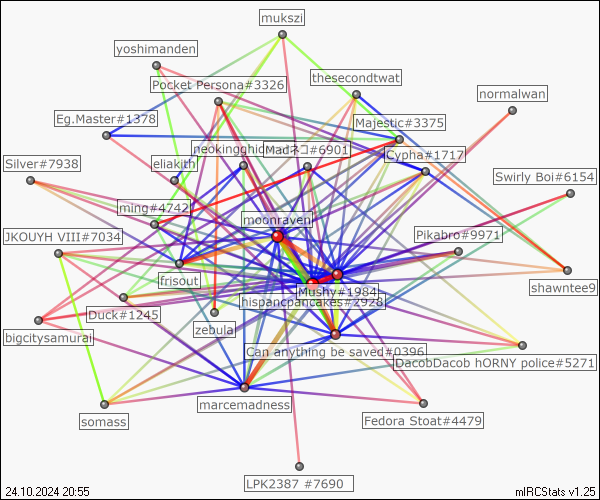 mukszi
yoshimanden
thesecondtwat
Pocket Persona#3326
normalwan
Eg.Master#1378
Majestic#3375
Madネコ#6901
Cypha#1717
Silver#7938
eliakith
Swirly Boi#6154
ming#4742
moonrayen
JKOUYH VIII#7034
Pikabro#9971
frisout
shawntee9
Mushy#1984
hispancpancakes#2928
Duck#1245
zebula
bigcitysamurai
Can anything be saved#0396
DacobDacob hORNY police#5271
somass
marcemadness
Fedora Stoat#4479
LPK2387 #7690
24.10.2024 20:55
mIRCStats v1.25